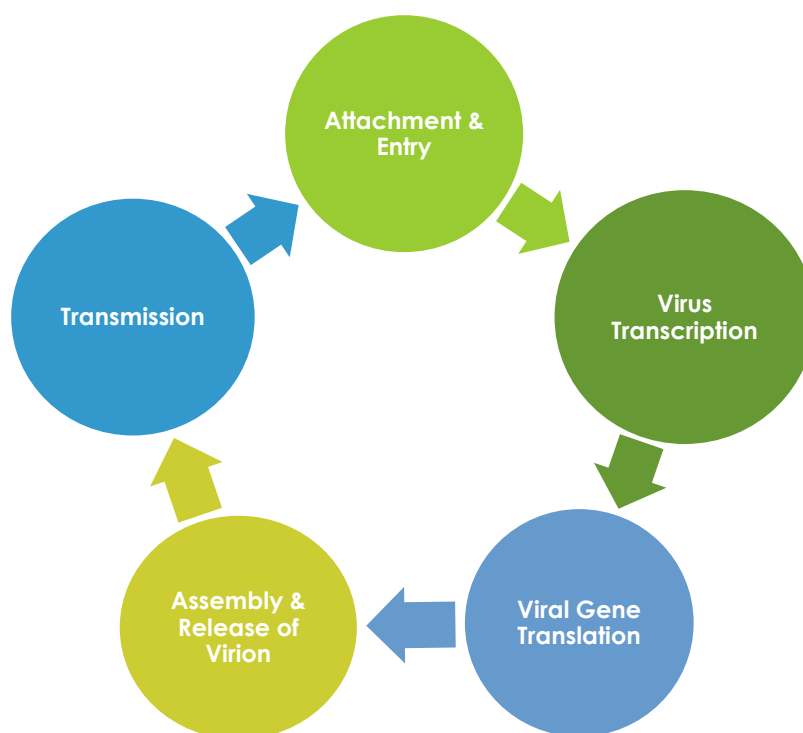 Attachment &
Entry
Virus
Transcription
Viral Gene
Translation
Assembly &
Release of
Virion
Transmission